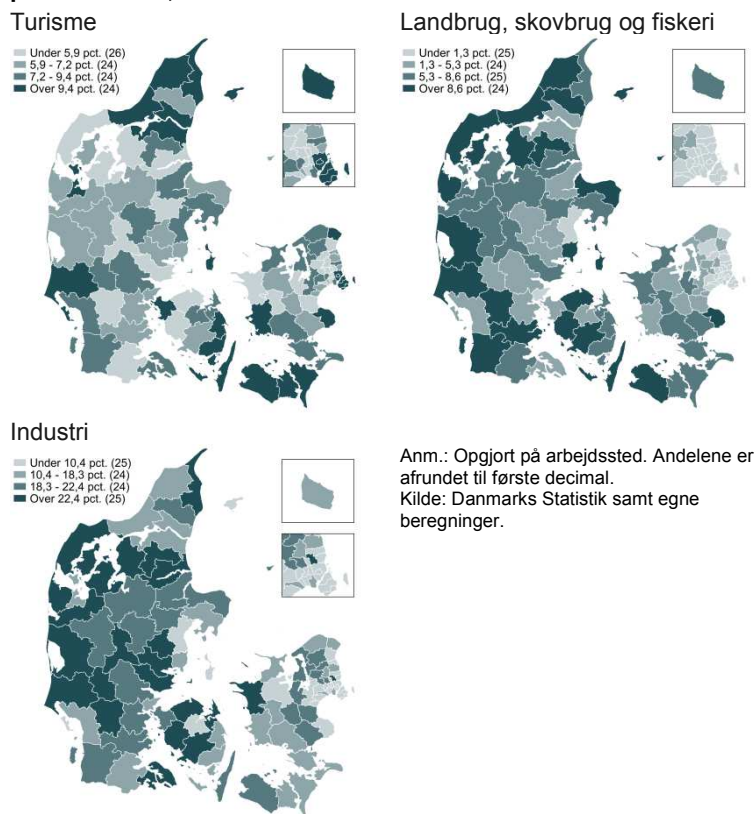 Turisme
Under 5,9 pct. (26)
5,9 - 7,2 pct. (24)
7,2 - 9,4 pct. (24)
Over 9,4 pct. (24)
Landbrug, skovbrug og fiskeri
Under 1,3 pct. (25)
1,3 - 5,3 pct. (24)
5,3 - 8,6 pct. (25)
Over 8,6 pct. (24)
Industri
Under 10,4 pct. (25)
10,4 - 18,3 pct. (24)
18,3 - 22,4 pct. (24)
Over 22,4 pct. (25)
Anm.: Opgjort på arbejdssted. Andelene er
afrundet til første decimal.
Kilde: Danmarks Statistik samt egne
beregninger.